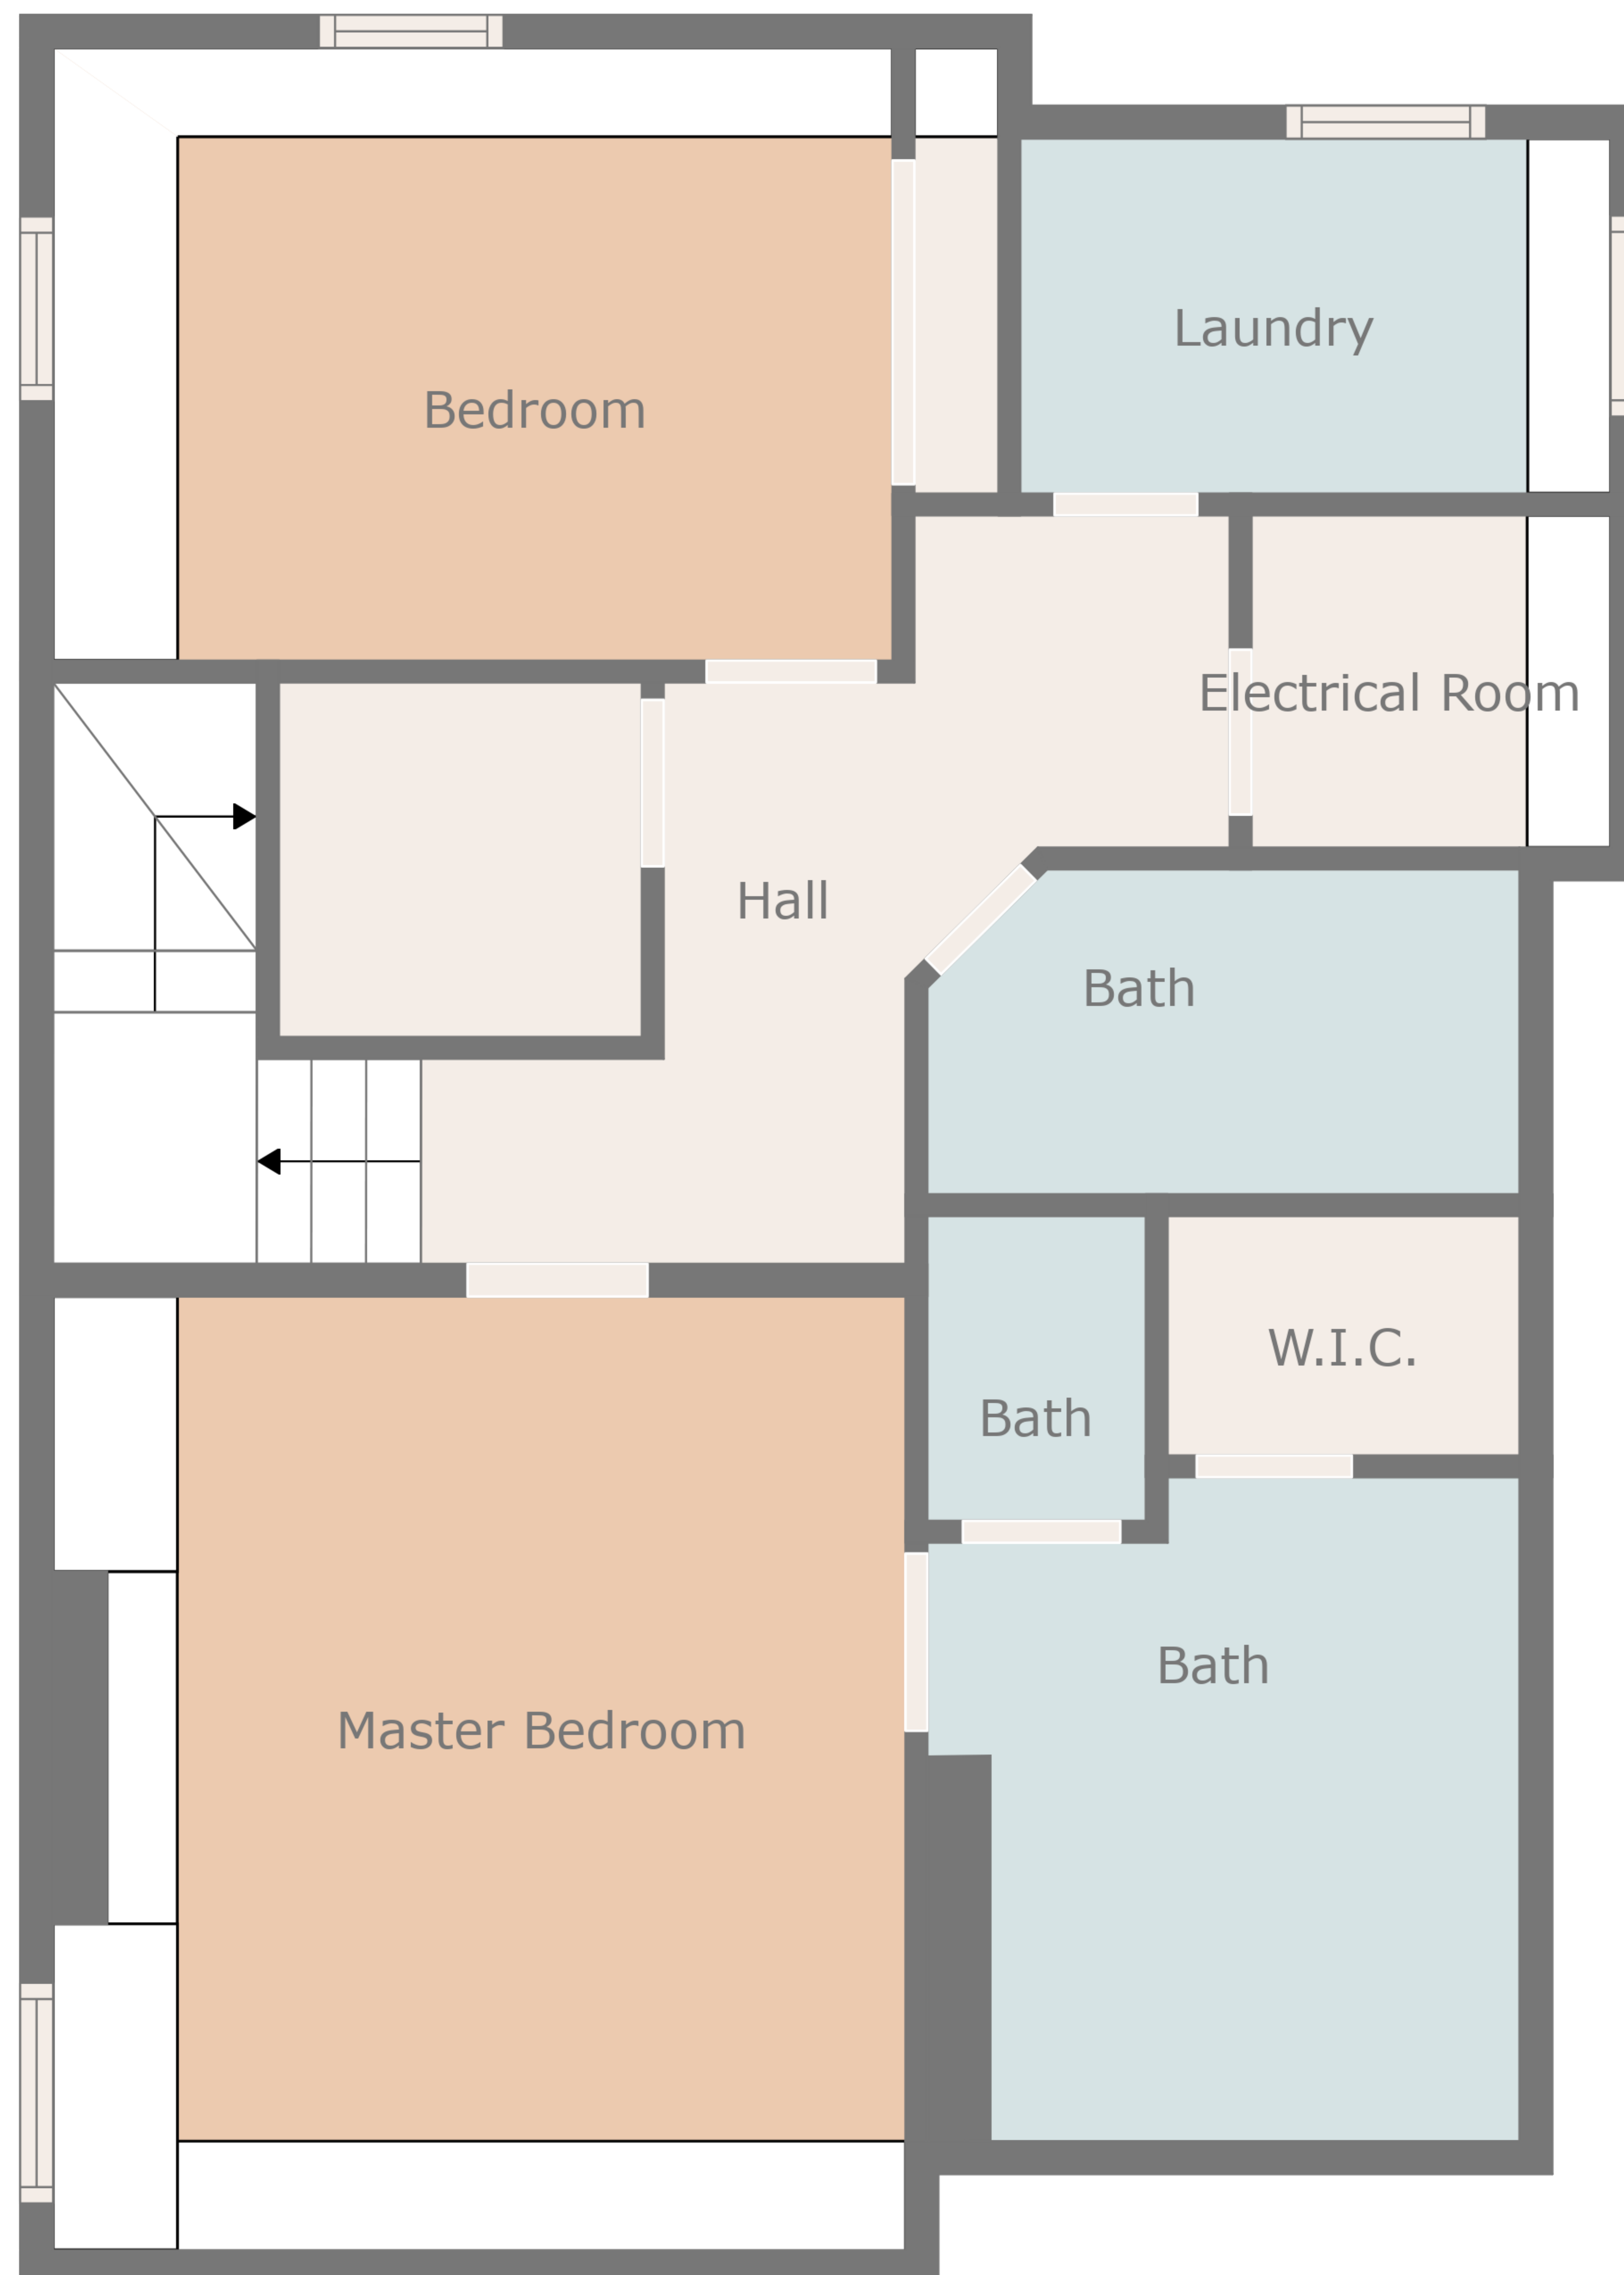 Laundry
Bedroom
Electrical Room
Hall
Bath
W.I.C.
Bath
Bath
Master Bedroom